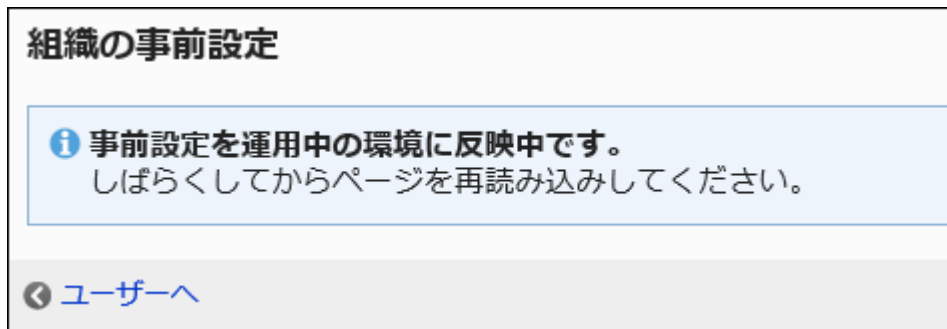 組織の事前設定
事前設定を運用中の環境に反映中です。
しばらくしてからページを再読み込みしてください。
ユーザーへ